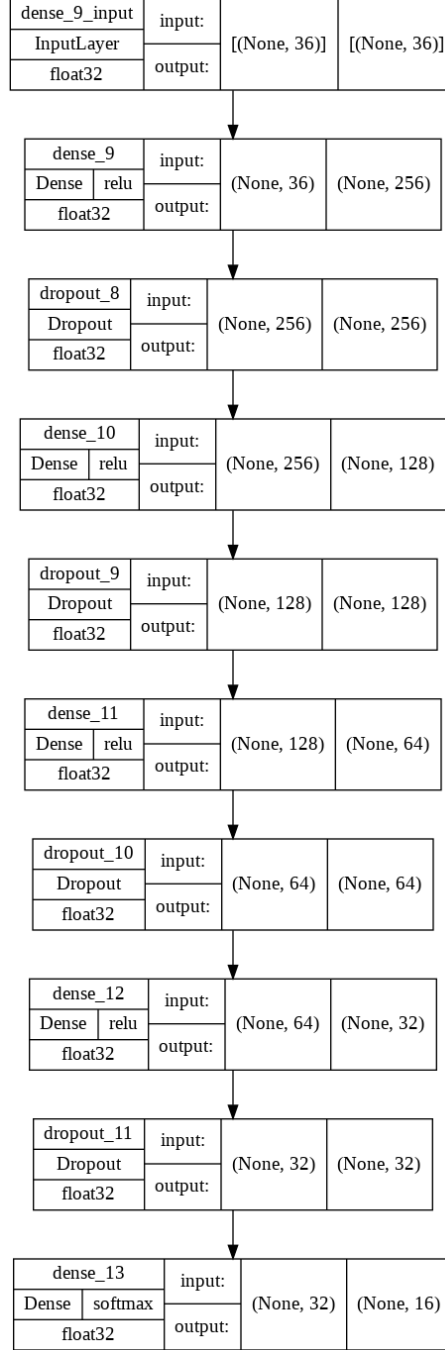 dense_9_input input: [(None, 36)] [(None, 36)]
InputLayer
float32 output:
dense_9 input: (None, 36) (None, 256)
Dense relu
float32 output:
dropout_8 input: (None, 256) (None, 256)
Dropout
float32 output:
dense_10 input: (None, 256) (None, 128)
Dense relu
float32 output:
dropout_9 input: (None, 128) (None, 128)
Dropout
float32 output:
dense_11 input: (None, 128) (None, 64)
Dense relu
float32 output:
dropout_10 input: (None, 64) (None, 64)
Dropout
float32 output:
dense_12 input: (None, 64) (None, 32)
Dense relu
float32 output:
dropout_11 input: (None, 32) (None, 32)
Dropout
float32 output:
dense_13 input: (None, 32) (None, 16)
Dense softmax
float32 output: